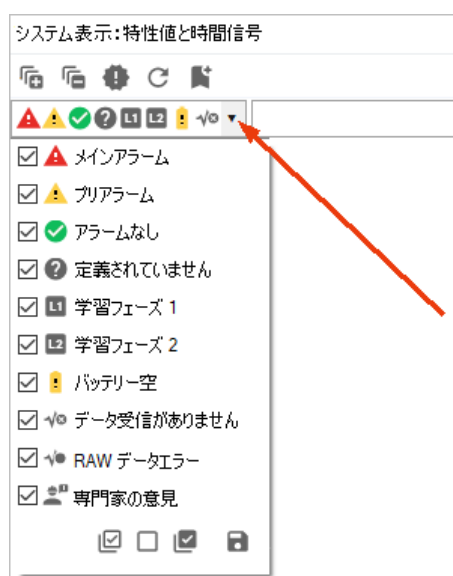 システム表示：特性値と時間信号
L1 L2
メインアラーム
プリアラーム
アラームなし
定義されていません
L1 学習フェーズ 1
L2 学習フェーズ 2
バッテリー空
データ受信がありません
RAW データエラー
専門家の意見